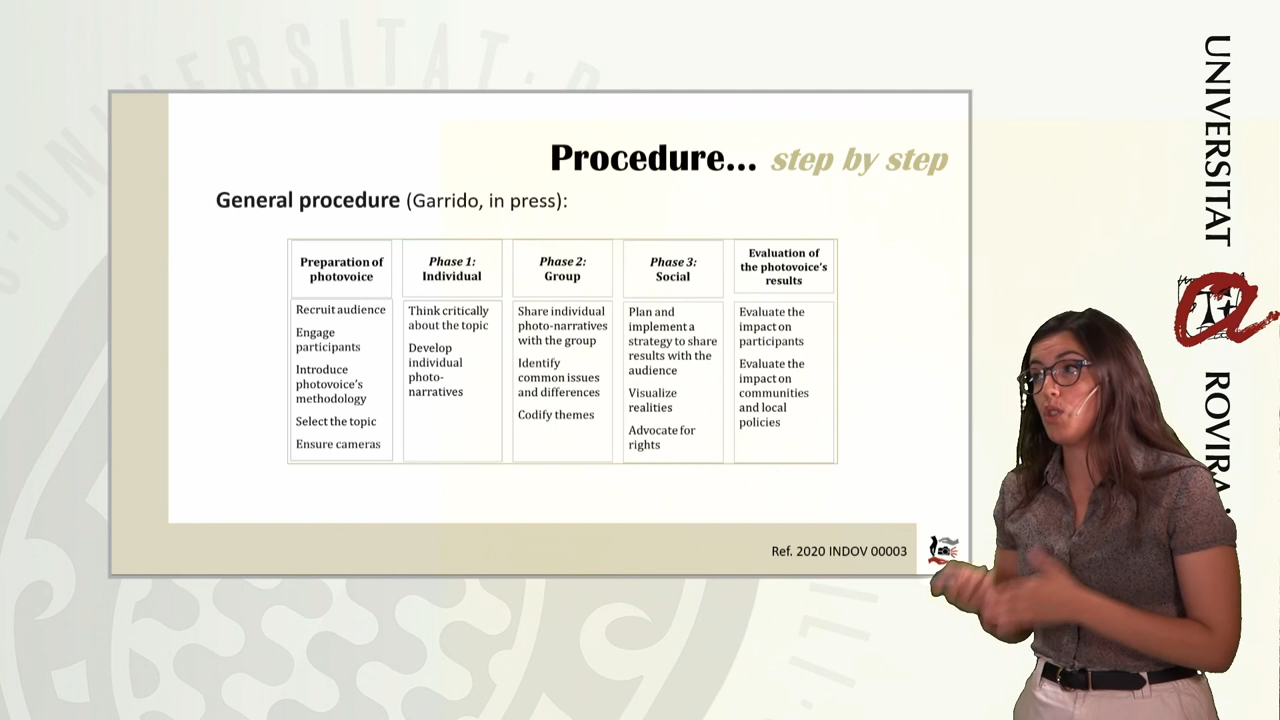 UNIVERSITAT
ROVIRA
UNIVERSITAT
Procedure... step by step
General procedure (Garrido, in press):
Preparation of
photovoice
Recruit audience
Engage
participants
Introduce
photovoice's
methodology
Select the topic
Ensure cameras
Phase 1:
Individual
Think critically
about the topic
Develop
individual
photo-
narratives
Phase 2:
Group
Share individual
photo-narratives
with the group
Identify
common issues
and differences
Codify themes
Phase 3:
Social
Plan and
implement a
strategy to share
results with the
audience
Visualize
realities
Advocate for
rights
Evaluation of
the photovoice's
results
Evaluate the
impact on
participants
Evaluate the
impact on
communities
and local
policies
Ref. 2020 INDOV 00003